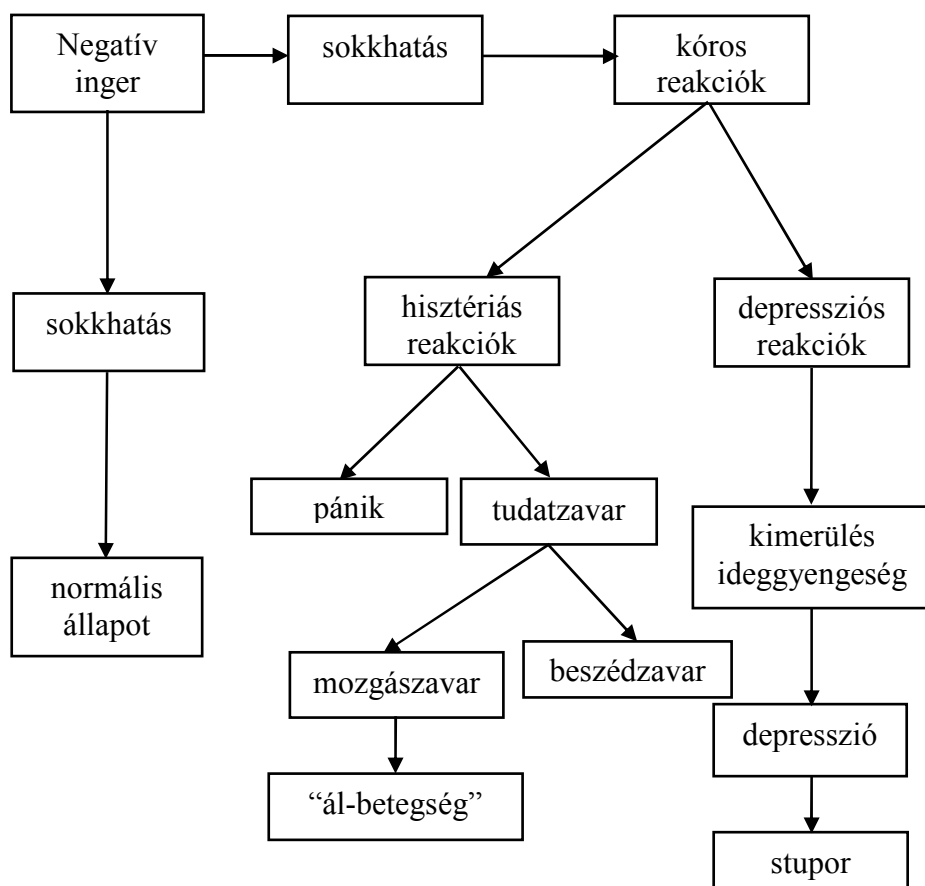 Negatív
inger
sokkhatás
kóros
reakciók
sokkhatás
hisztériás
reakciók
depressziós
reakciók
pánik
tudatzavar
kimerülés
ideggyengeség
normális
állapot
mozgászavar
beszédzavar
depresszió
“ál-betegség”
stupor